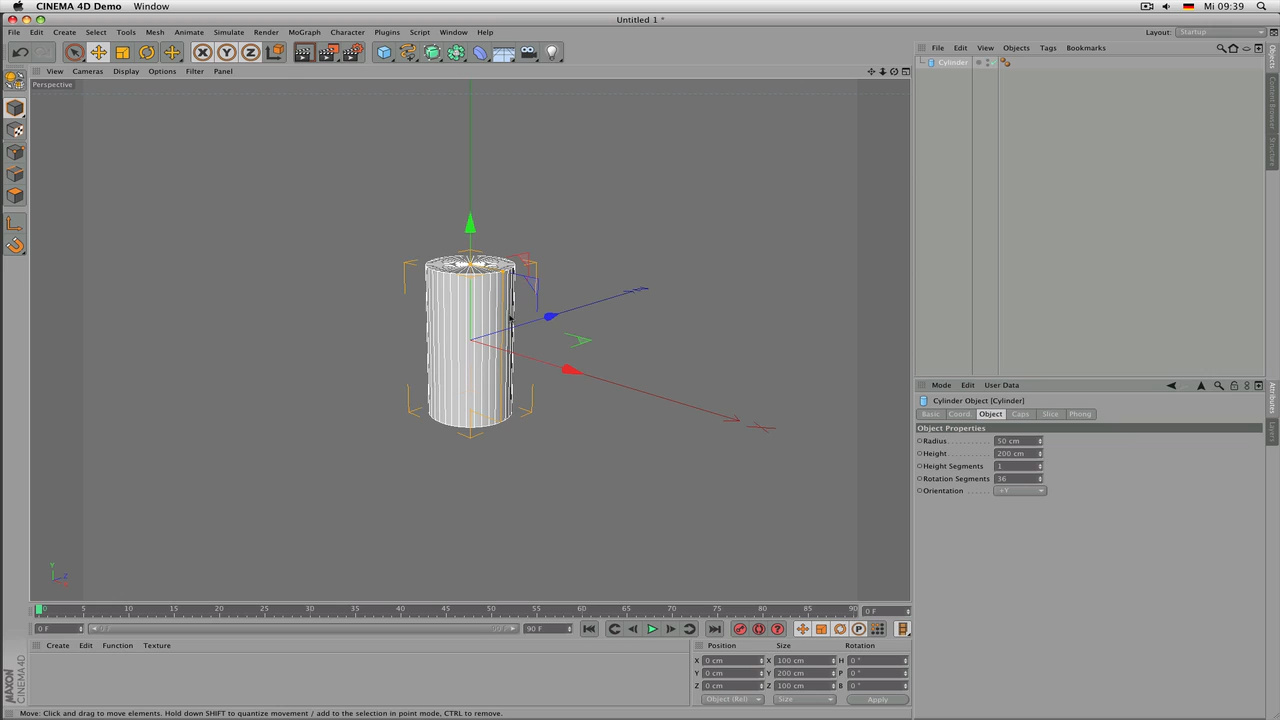 CINEMA 4D Demo Window Mi 09:39
Untitled 1 *
File Edit Select Tools Mesh Animate Simulate Render MoGraph Character Plugins Script Window Help
Layout: Startup
View Cameras Display Options Filter Panel
File Edit View Objects Tags Bookmarks
Perspective
Cylinder
Objects
Content Browser
Structure
Mode Edit User Data
Attributes
Layers
Cylinder Object [Cylinder]
Basic Coord. Object Caps Slice Phong
Object Properties
Radius 50 cm
Height 200 cm
Height Segments 1
Rotation Segments 36
Orientation +Y
X Y Z
Y
Z
0 5 10 15 20 25 30 35 40 45 50 55 60 65 70 75 80 85 90
0 F
0 F 90 F
P
Create Edit Function Texture
Position Size Rotation
X 0 cm X 100 cm H 0 °
Y 0 cm Y 200 cm P 0 °
Z 0 cm Z 100 cm B 0 °
Object (Rel) Size Apply
MAXON
CINEMA 4D
Move: Click and drag to move elements. Hold down SHIFT to quantize movement / add to the selection in point mode, CTRL to remove.